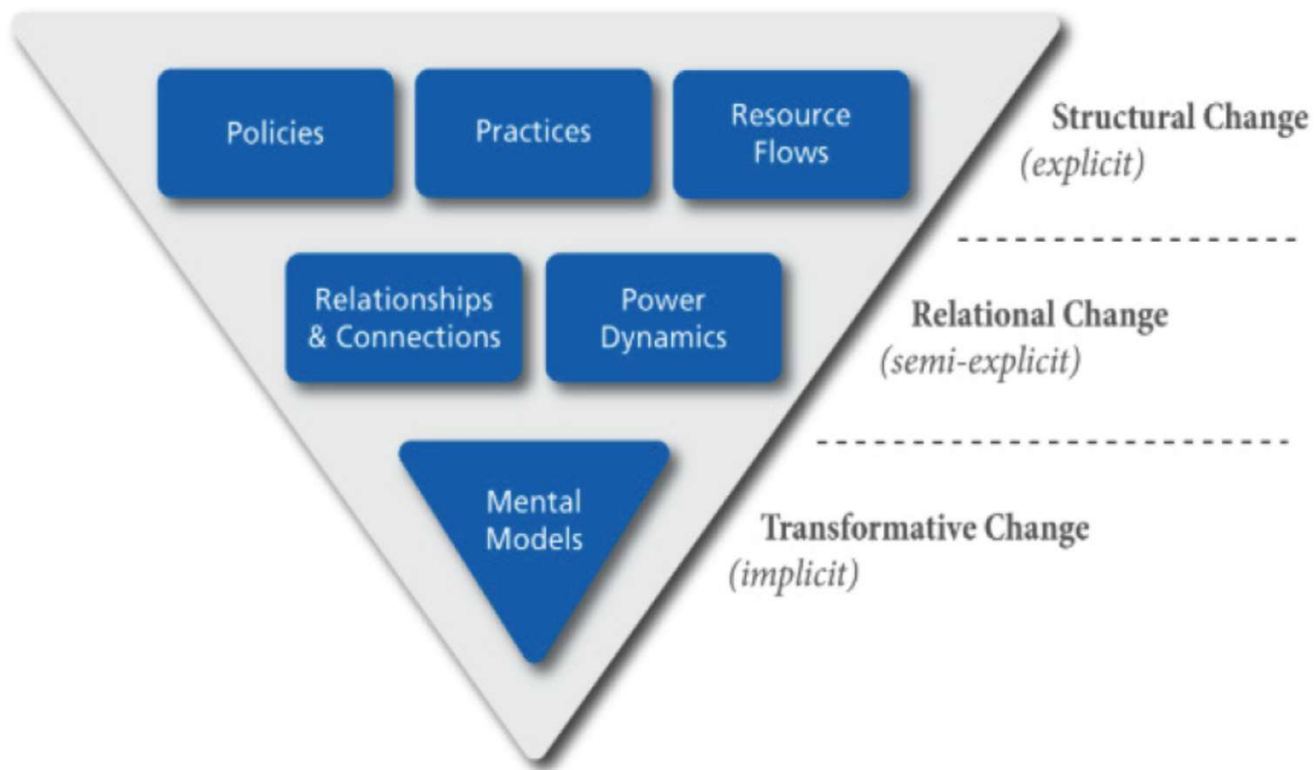 Policies
Practices
Resource
Flows
Structural Change
(explicit)
Relationships
& Connections
Power
Dynamics
Relational Change
(semi-explicit)
Mental
Models
Transformative Change
(implicit)